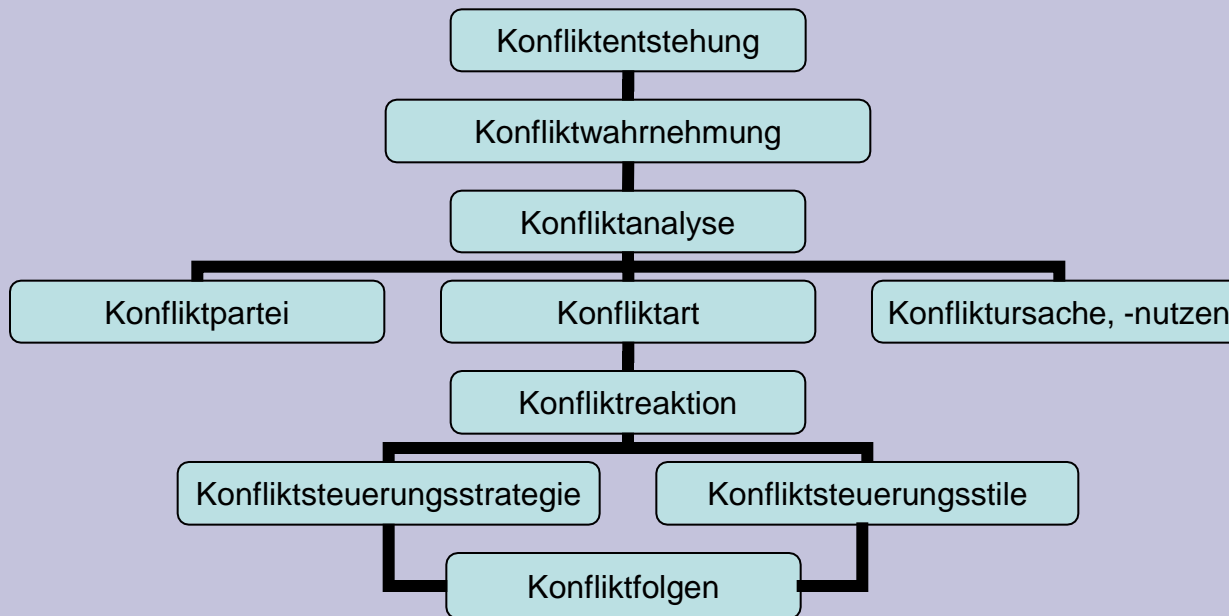 Konfliktentstehung
Konfliktwahrnehmung
Konfliktanalyse
Konfliktpartei
Konfliktart
Konfliktursache, -nutzen
Konfliktreaktion
Konfliktsteuerungsstrategie
Konfliktsteuerungsstile
Konfliktfolgen